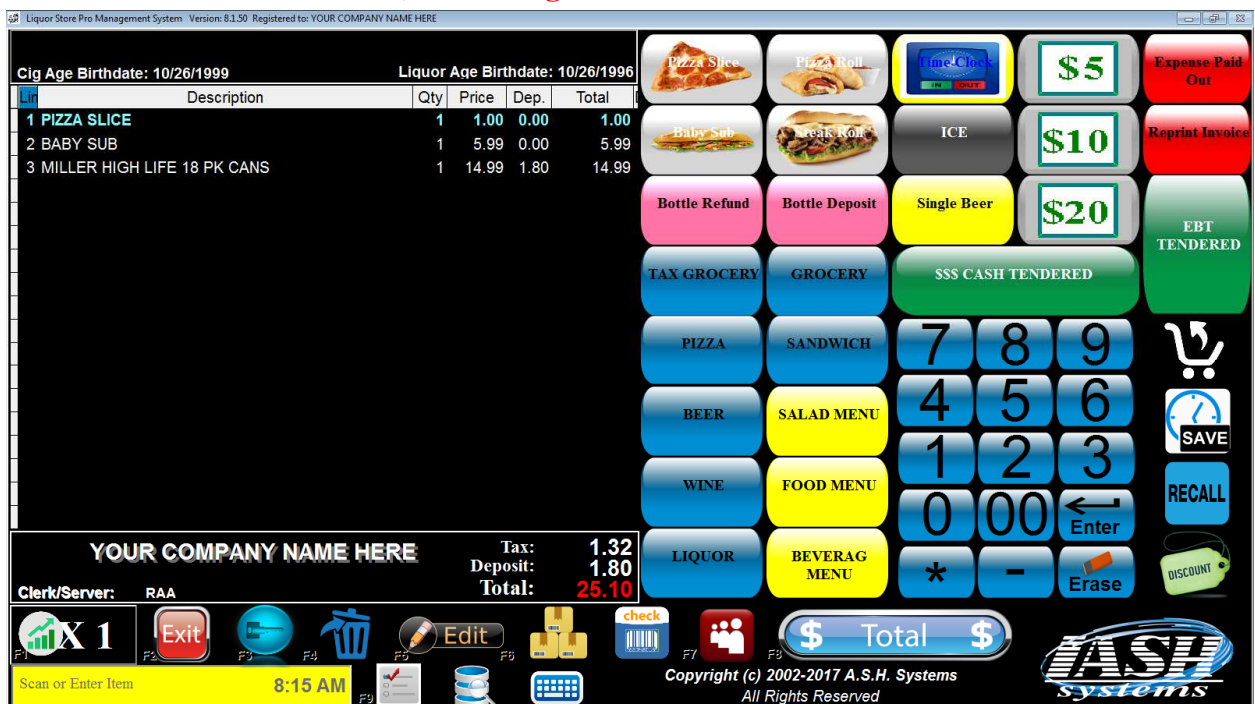 Liquor Store Pro Management System Version: 8.1.50 Registered to: YOUR COMPANY NAME HERE
Cig Age Birthdate: 10/26/1999 Liquor Age Birthdate: 10/26/1996
Lin Description Qty Price Dep. Total
1 PIZZA SLICE 1 1.00 0.00 1.00
2 BABY SUB 1 5.99 0.00 5.99
3 MILLER HIGH LIFE 18 PK CANS 1 14.99 1.80 14.99
YOUR COMPANY NAME HERE
Tax: 1.32
Deposit: 1.80
Total: 25.10
Clerk/Server: RAA
Pizza Slice Pizza Roll Time Clock IN OUT $5 Expense Paid Out
Baby Sub Steak Roll ICE $10 Reprint Invoice
Bottle Refund Bottle Deposit Single Beer $20 EBT TENDERED
TAX GROCERY GROCERY $$$ CASH TENDERED
PIZZA SANDWICH 7 8 9
BEER SALAD MENU 4 5 6 SAVE
WINE FOOD MENU 1 2 3 RECALL
0 00 Enter
LIQUOR BEVERAG MENU * - Erase DISCOUNT
F1 X 1 F2 Exit F3 F4 F5 Edit F6 check F7 F8 $ Total $
Scan or Enter Item 8:15 AM F9
Copyright (c) 2002-2017 A.S.H. Systems
All Rights Reserved
ASH
systems